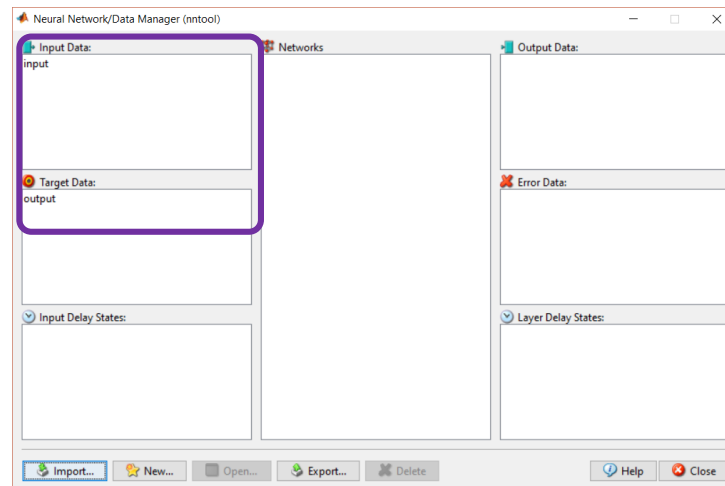 Neural Network/Data Manager (nntool)
Input Data:
input
Networks
Output Data:
Target Data:
output
Error Data:
Input Delay States:
Layer Delay States:
Import...
New...
Open...
Export...
Delete
Help
Close